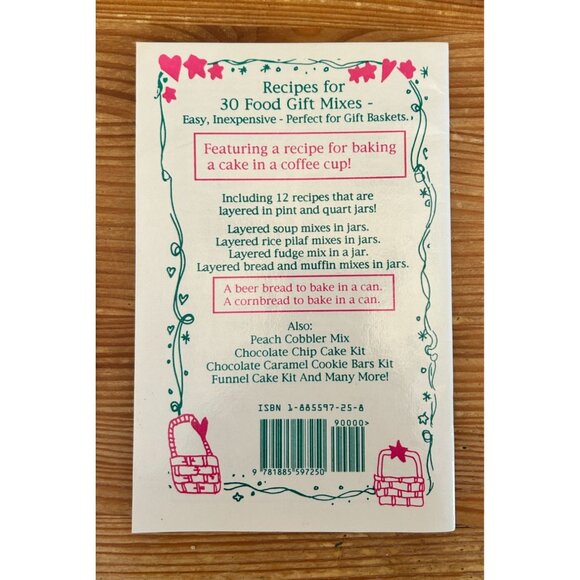 Recipes for
30 Food Gift Mixes -
Easy, Inexpensive - Perfect for Gift Baskets.
Featuring a recipe for baking
a cake in a coffee cup!
Including 12 recipes that are
layered in pint and quart jars!
Layered soup mixes in jars.
Layered rice pilaf mixes in jars.
Layered fudge mix in a jar.
Layered bread and muffin mixes in jars.
A beer bread to bake in a can.
A cornbread to bake in a can.
Also:
Peach Cobbler Mix
Chocolate Chip Cake Kit
Chocolate Caramel Cookie Bars Kit
Funnel Cake Kit And Many More!
ISBN 1-885597-25-8
90000>
9 781885 597250